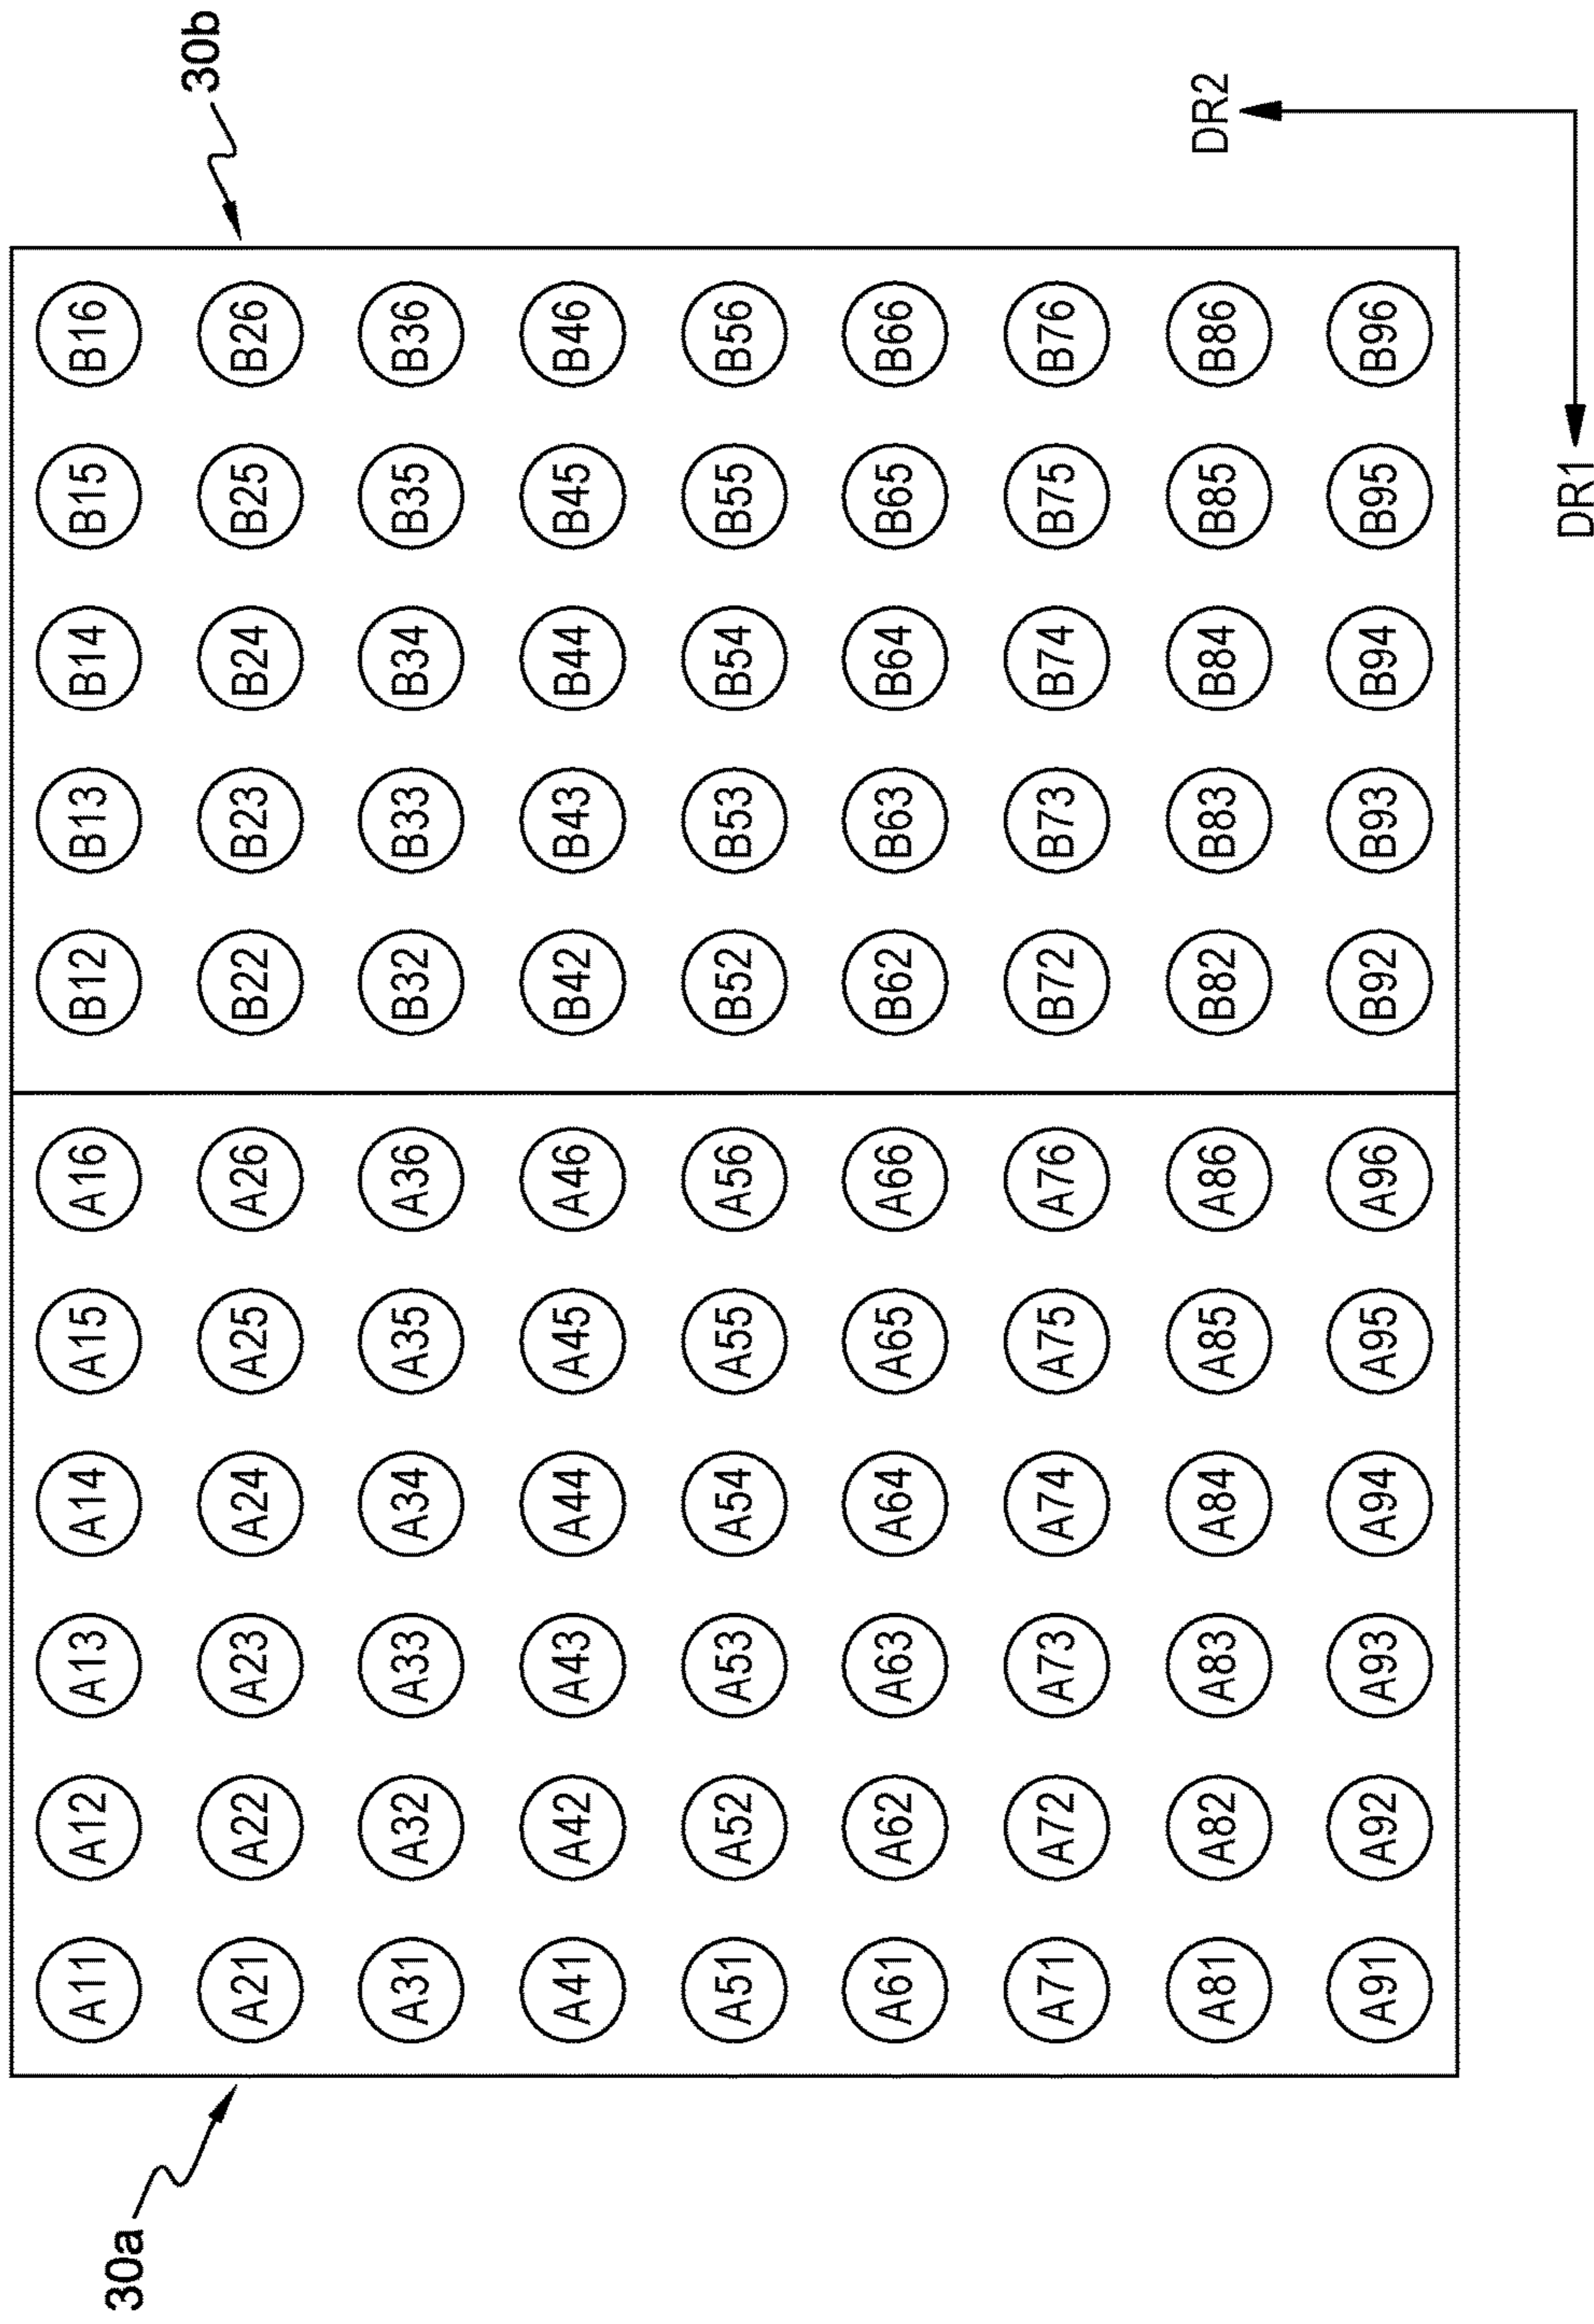 30a
30b
A11 A12 A13 A14 A15 A16 B12 B13 B14 B15 B16
A21 A22 A23 A24 A25 A26 B22 B23 B24 B25 B26
A31 A32 A33 A34 A35 A36 B32 B33 B34 B35 B36
A41 A42 A43 A44 A45 A46 B42 B43 B44 B45 B46
A51 A52 A53 A54 A55 A56 B52 B53 B54 B55 B56
A61 A62 A63 A64 A65 A66 B62 B63 B64 B65 B66
A71 A72 A73 A74 A75 A76 B72 B73 B74 B75 B76
A81 A82 A83 A84 A85 A86 B82 B83 B84 B85 B86
A91 A92 A93 A94 A95 A96 B92 B93 B94 B95 B96
DR2
DR1